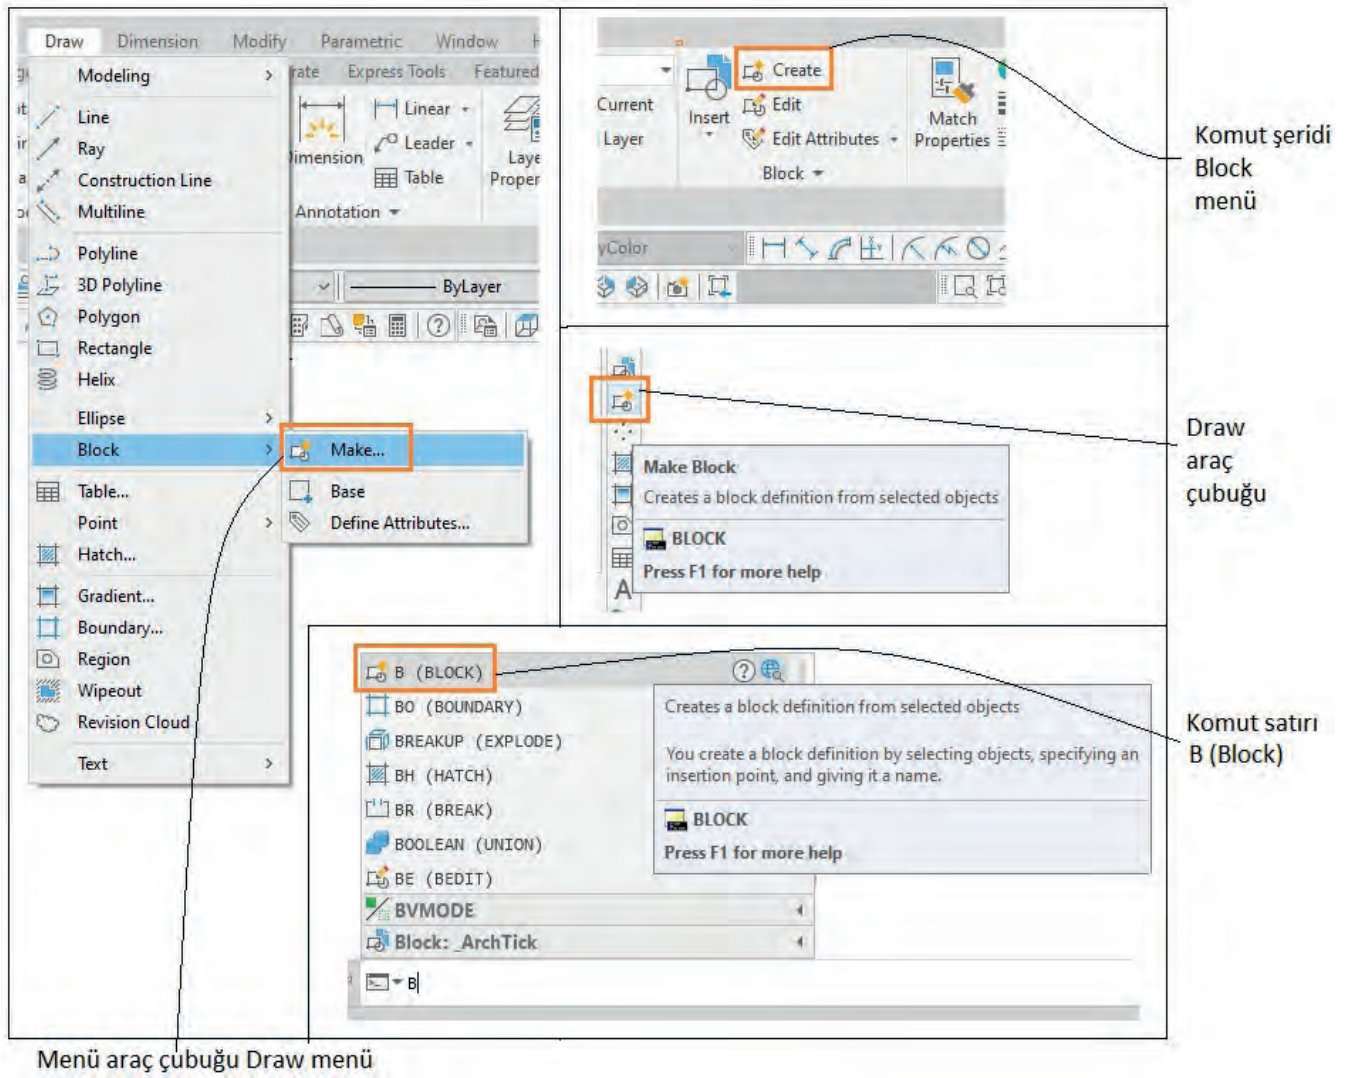 Draw Dimension Modify Parametric Window
Express Tools Featured
Modeling
Line
Ray
Construction Line
Multiline
Polyline
3D Polyline
Polygon
Rectangle
Helix
Ellipse
Block
Table...
Point
Hatch...
Gradient...
Boundary...
Region
Wipeout
Revision Cloud
Text
Linear
Leader
Table
Annotation
ByLayer
Make...
Base
Define Attributes...
Menü araç çubuğu Draw menü
Current
Layer
Insert
Create
Edit
Edit Attributes
Block
Match
Properties
Komut şeridi
Block
menü
Make Block
Creates a block definition from selected objects
BLOCK
Press F1 for more help
A
Draw
araç
çubuğu
B (BLOCK)
BO (BOUNDARY)
BREAKUP (EXPLODE)
BH (HATCH)
BR (BREAK)
BOOLEAN (UNION)
BE (BEDIT)
BVMODE
Block: _ArchTick
B
Creates a block definition from selected objects
You create a block definition by selecting objects, specifying an
insertion point, and giving it a name.
BLOCK
Press F1 for more help
Komut satırı
B (Block)